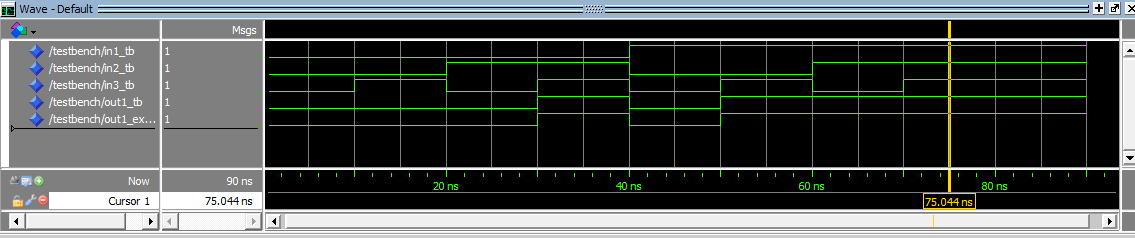 Wave - Default
Msgs
/testbench/in1_tb 1
/testbench/in2_tb 1
/testbench/in3_tb 1
/testbench/out1_tb 1
/testbench/out1_ex... 1
Now 90 ns 20 ns 40 ns 60 ns 80 ns
Cursor 1 75.044 ns 75.044 ns